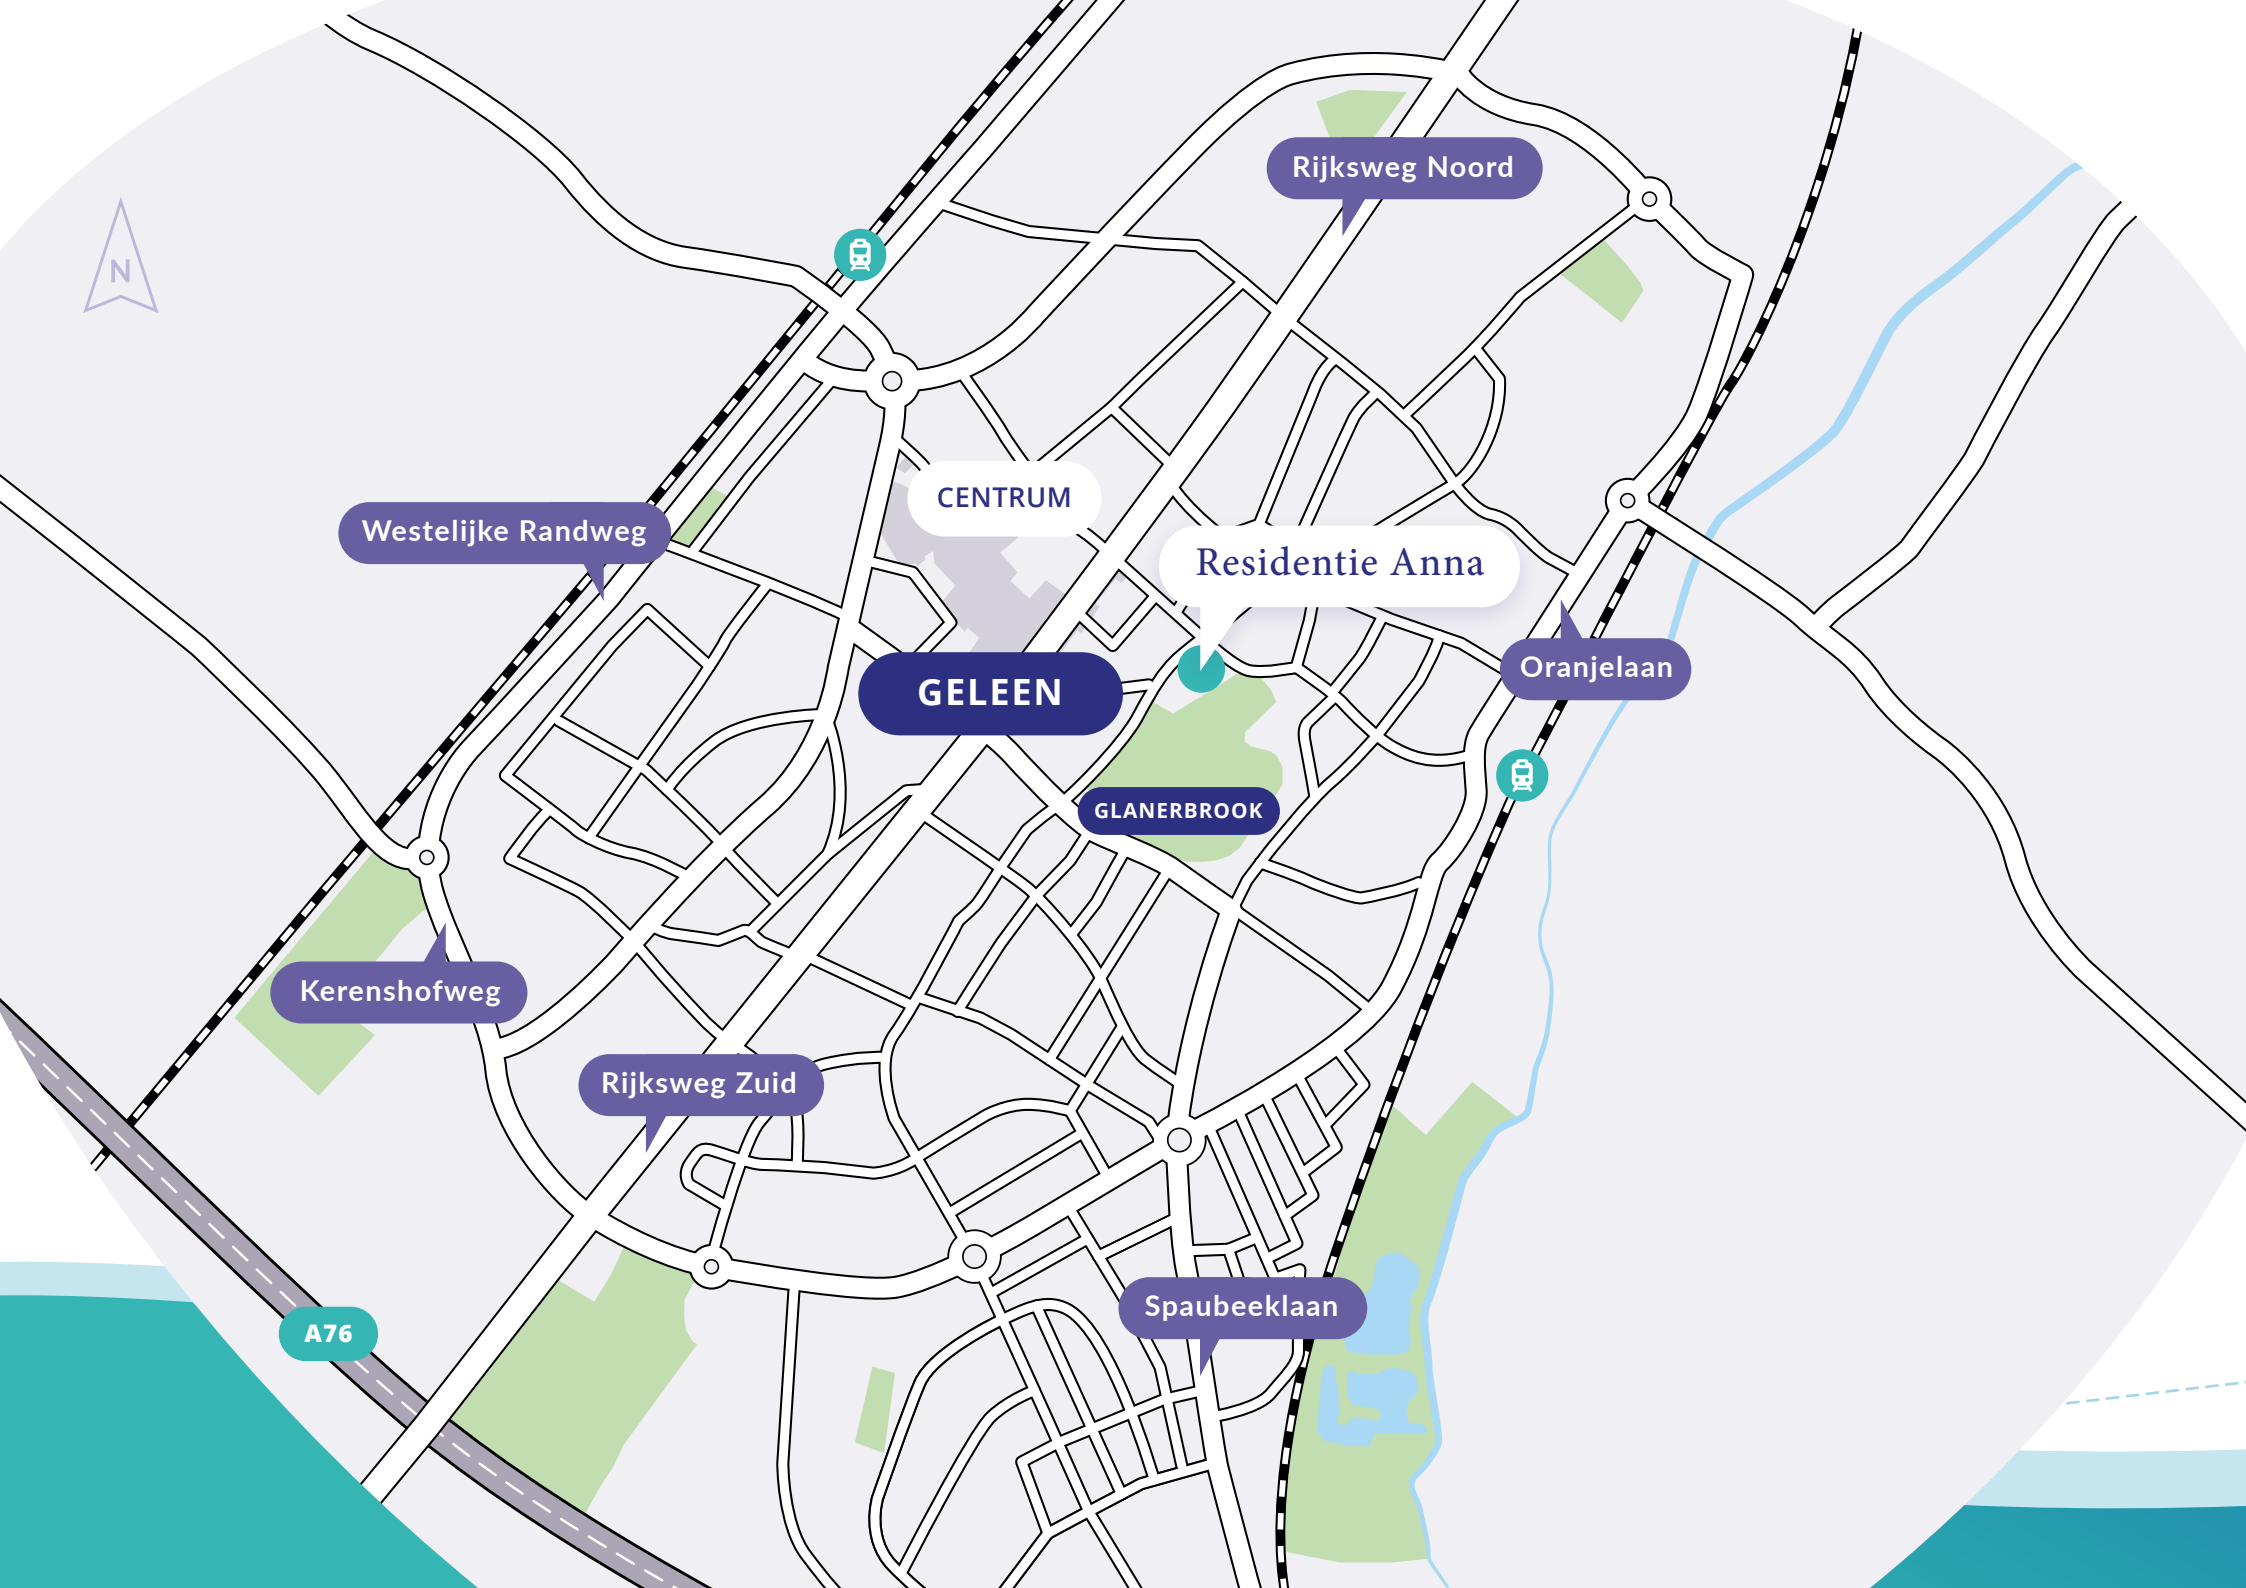 Rijksweg Noord
N
CENTRUM
Westelijke Randweg
Residentie Anna
Oranjelaan
GELEEN
GLANERBROOK
Kerenshofweg
Rijksweg Zuid
Spaubeeklaan
A76